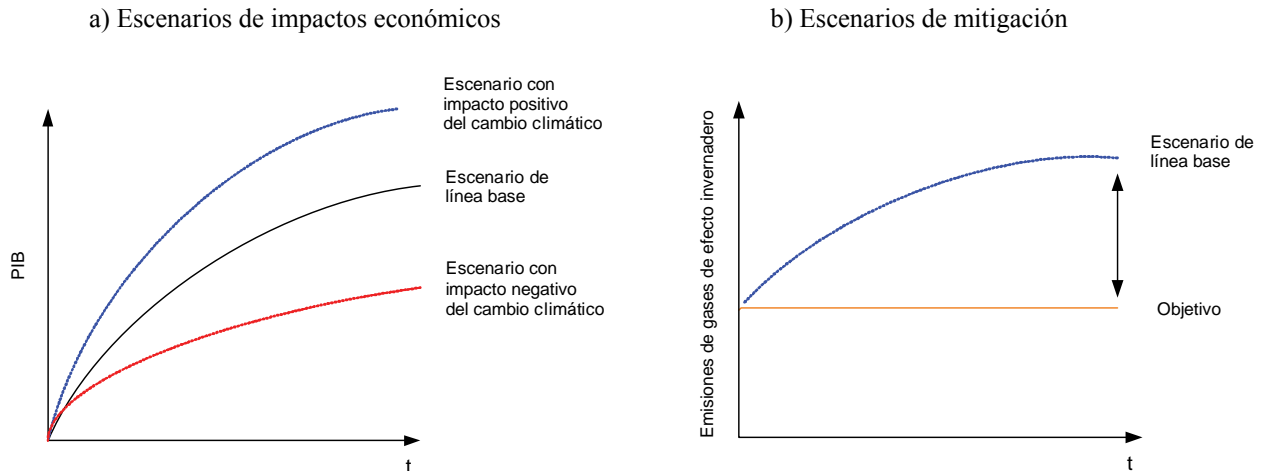 a) Escenarios de impactos económicos
Escenario con
impacto positivo
del cambio climático
Escenario de
línea base
Escenario con
impacto negativo
del cambio climático
PIB
t
b) Escenarios de mitigación
Emisiones de gases de efecto invernadero
Escenario de
línea base
Objetivo
t